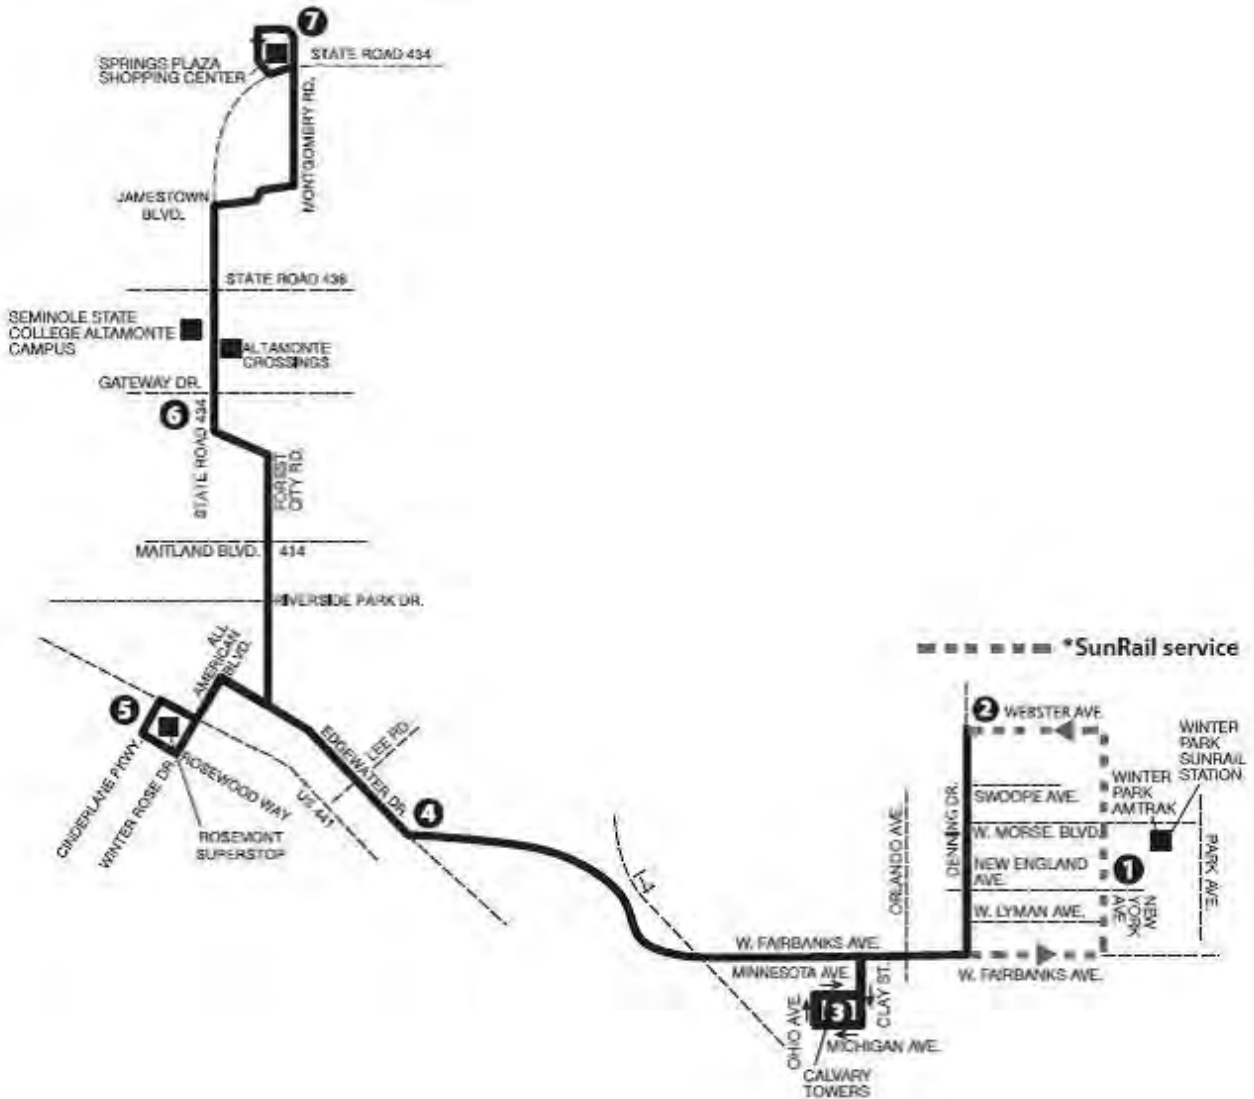 7
STATE ROAD 434
SPRINGS PLAZA
SHOPPING CENTER
MONTGOMERY RD.
JAMESTOWN
BLVD.
STATE ROAD 436
SEMINOLE STATE
COLLEGE ALTAMONTE
CAMPUS
ALTAMONTE
CROSSINGS
GATEWAY DR.
6
STATE ROAD 434
FOREST
CITY RD.
MAITLAND BLVD. 414
RIVERSIDE PARK DR.
ALL
AMERICAN
BLVD.
5
CINDERLANE PKWY.
WINTER ROSE DR.
ROSEWOOD WAY
ROSEMONT
SUPERSTOP
US 441
EDGEWATER DR.
LEE RD.
4
I-4
*SunRail service
2
WEBSTER AVE.
WINTER
PARK
SUNRAIL
STATION
WINTER
PARK
AMTRAK
SWOOPE AVE.
W. MORSE. BLVD.
NEW ENGLAND
AVE.
1
W. LYMAN AVE.
NEW
YORK
AVE
PARK AVE.
DENNING DR.
ORLANDO AVE.
W. FAIRBANKS AVE.
W. FAIRBANKS AVE.
MINNESOTA AVE.
CLAY ST.
[3]
OHIO AVE.
MICHIGAN AVE.
CALVARY
TOWERS